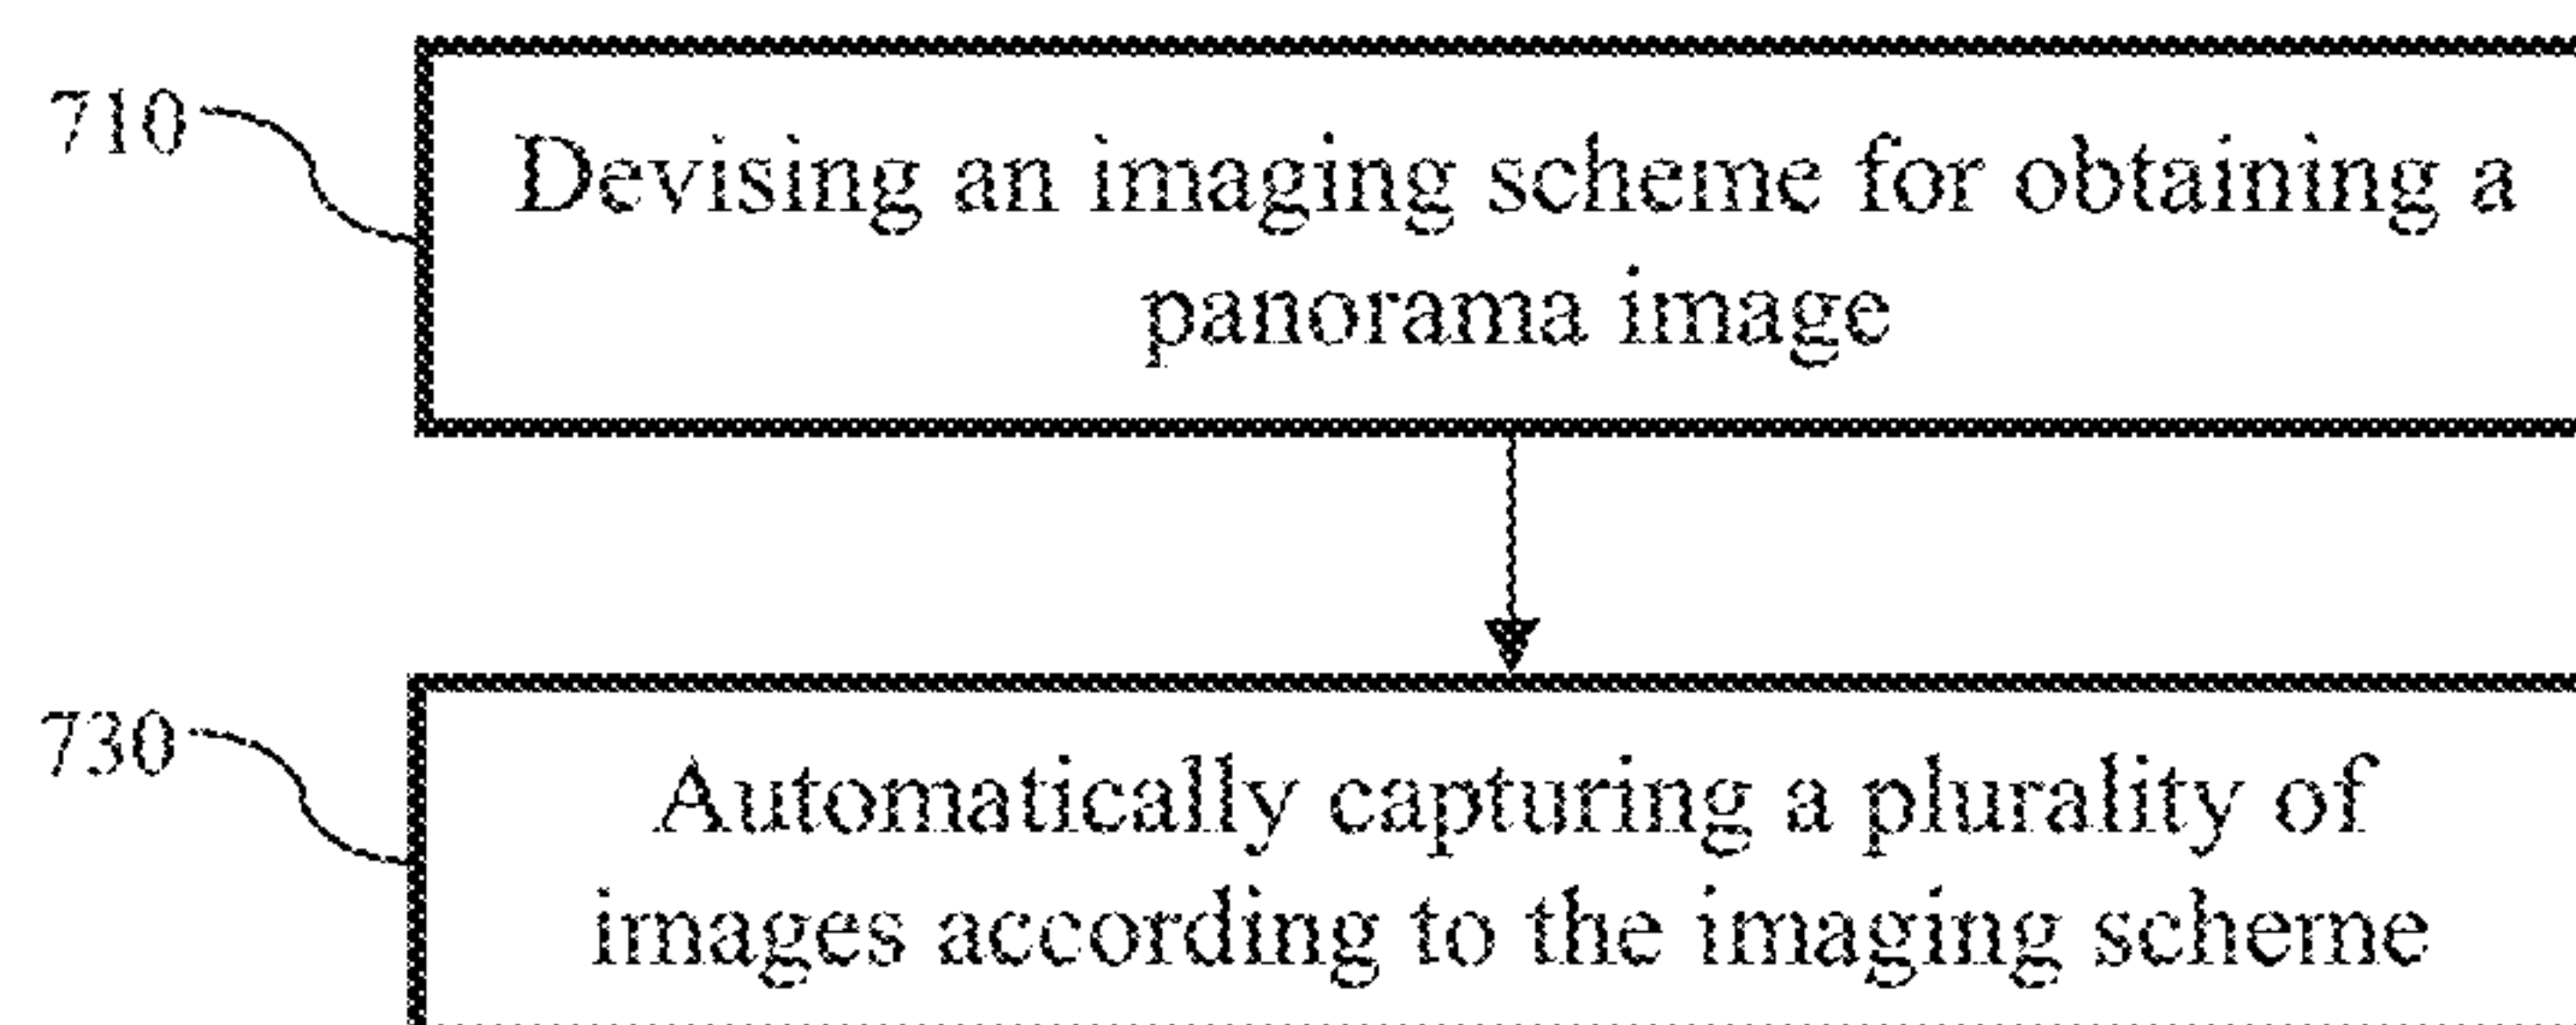 710
Devising an imaging scheme for obtaining a
panorama image
730
Automatically capturing a plurality of
images according to the imaging scheme